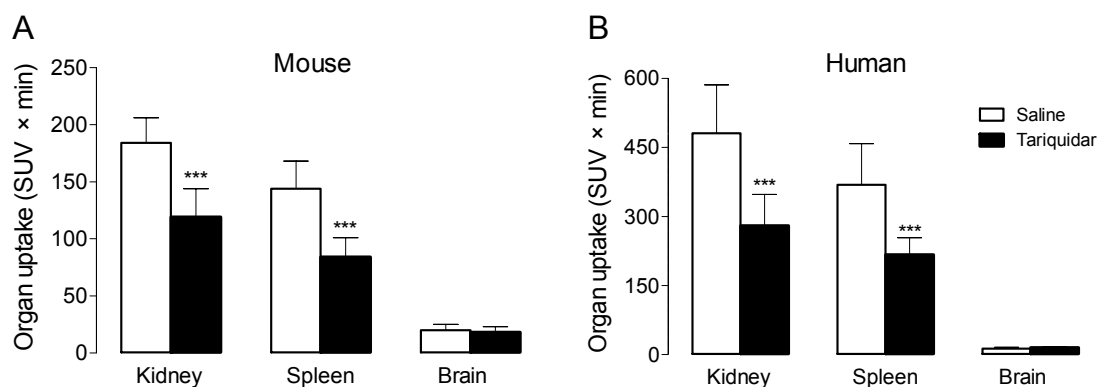 A
Mouse
Organ uptake (SUV × min)
250
200
150
100
50
0
***
***
Kidney
Spleen
Brain
B
Human
Organ uptake (SUV × min)
600
450
300
150
0
***
***
Saline
Tariquidar
Kidney
Spleen
Brain